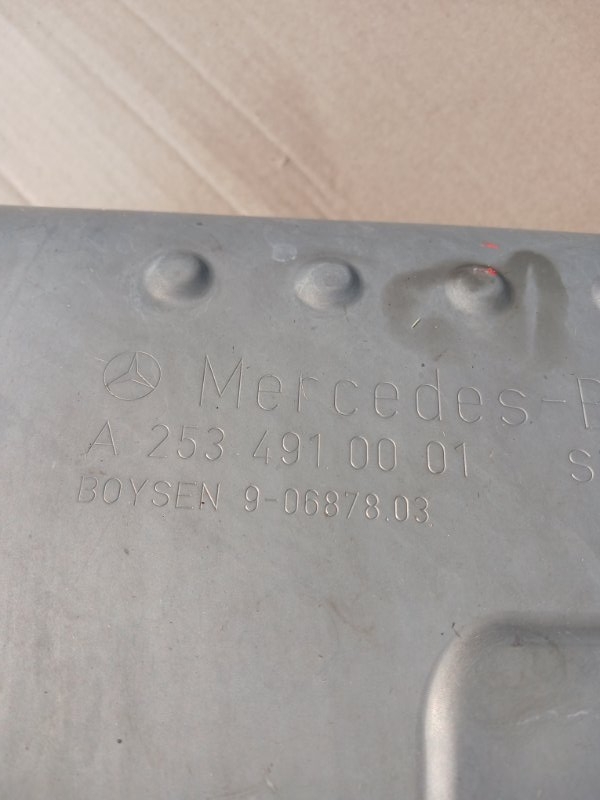 Mercedes-
A 253 491 00 01
BOYSEN 9-06878.03